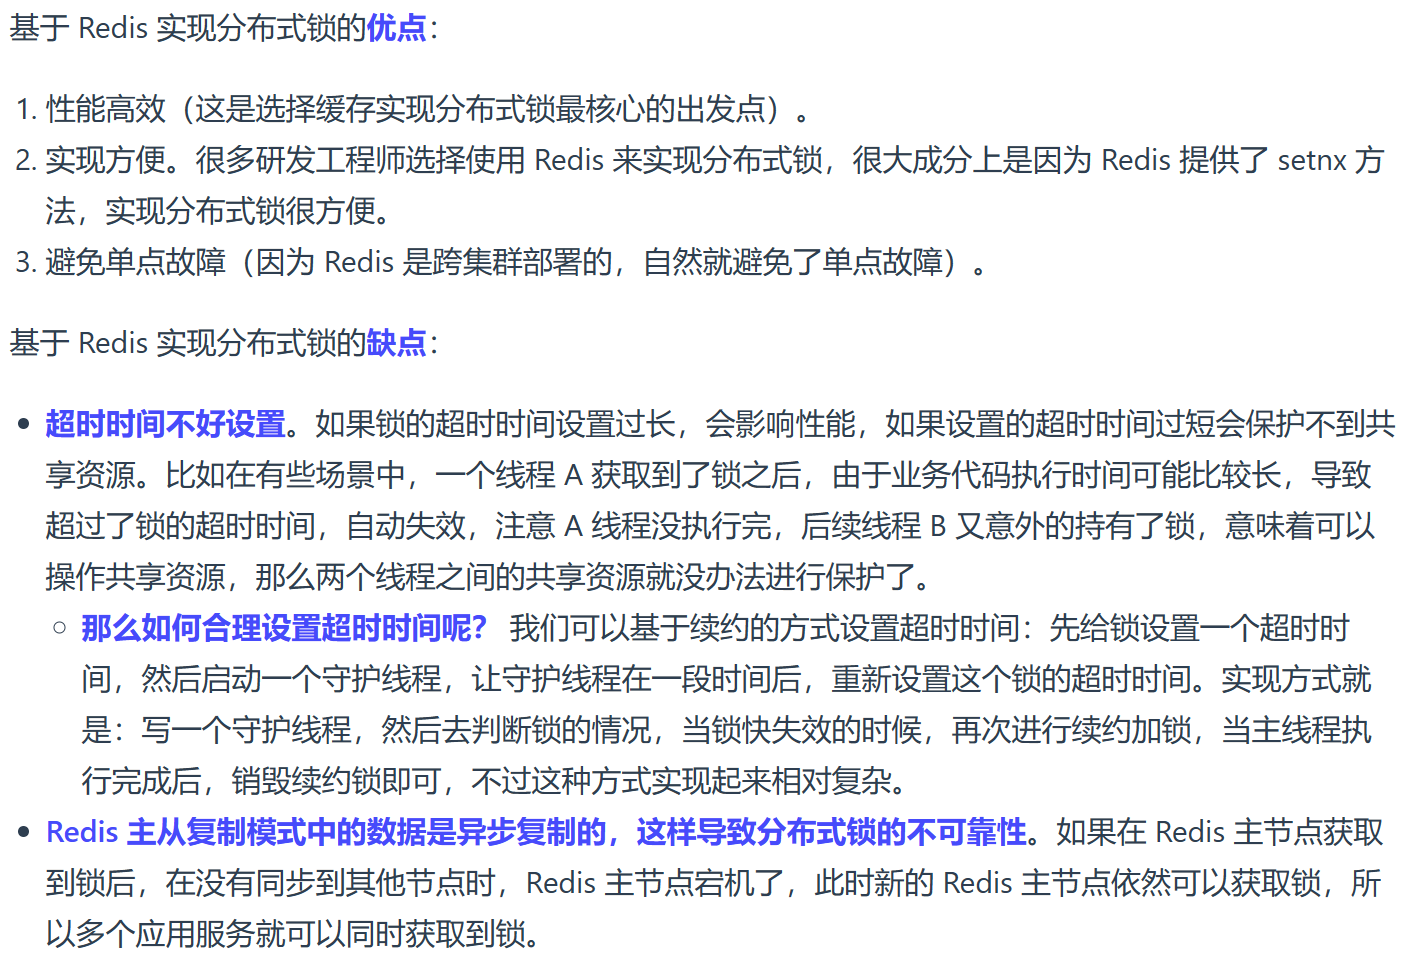 基于 Redis 实现分布式锁的优点：
1. 性能高效（这是选择缓存实现分布式锁最核心的出发点）。
2. 实现方便。很多研发工程师选择使用 Redis 来实现分布式锁，很大成分上是因为 Redis 提供了 setnx 方
法，实现分布式锁很方便。
3. 避免单点故障（因为 Redis 是跨集群部署的，自然就避免了单点故障）。
基于 Redis 实现分布式锁的缺点：
• 超时时间不好设置。如果锁的超时时间设置过长，会影响性能，如果设置的超时时间过短会保护不到共
享资源。比如在有些场景中，一个线程 A 获取到了锁之后，由于业务代码执行时间可能比较长，导致
超过了锁的超时时间，自动失效，注意 A 线程没执行完，后续线程 B 又意外的持有了锁，意味着可以
操作共享资源，那么两个线程之间的共享资源就没办法进行保护了。
○ 那么如何合理设置超时时间呢？ 我们可以基于续约的方式设置超时时间：先给锁设置一个超时时
间，然后启动一个守护线程，让守护线程在一段时间后，重新设置这个锁的超时时间。实现方式就
是：写一个守护线程，然后去判断锁的情况，当锁快失效的时候，再次进行续约加锁，当主线程执
行完成后，销毁续约锁即可，不过这种方式实现起来相对复杂。
• Redis 主从复制模式中的数据是异步复制的，这样导致分布式锁的不可靠性。如果在 Redis 主节点获取
到锁后，在没有同步到其他节点时，Redis 主节点宕机了，此时新的 Redis 主节点依然可以获取锁，所
以多个应用服务就可以同时获取到锁。